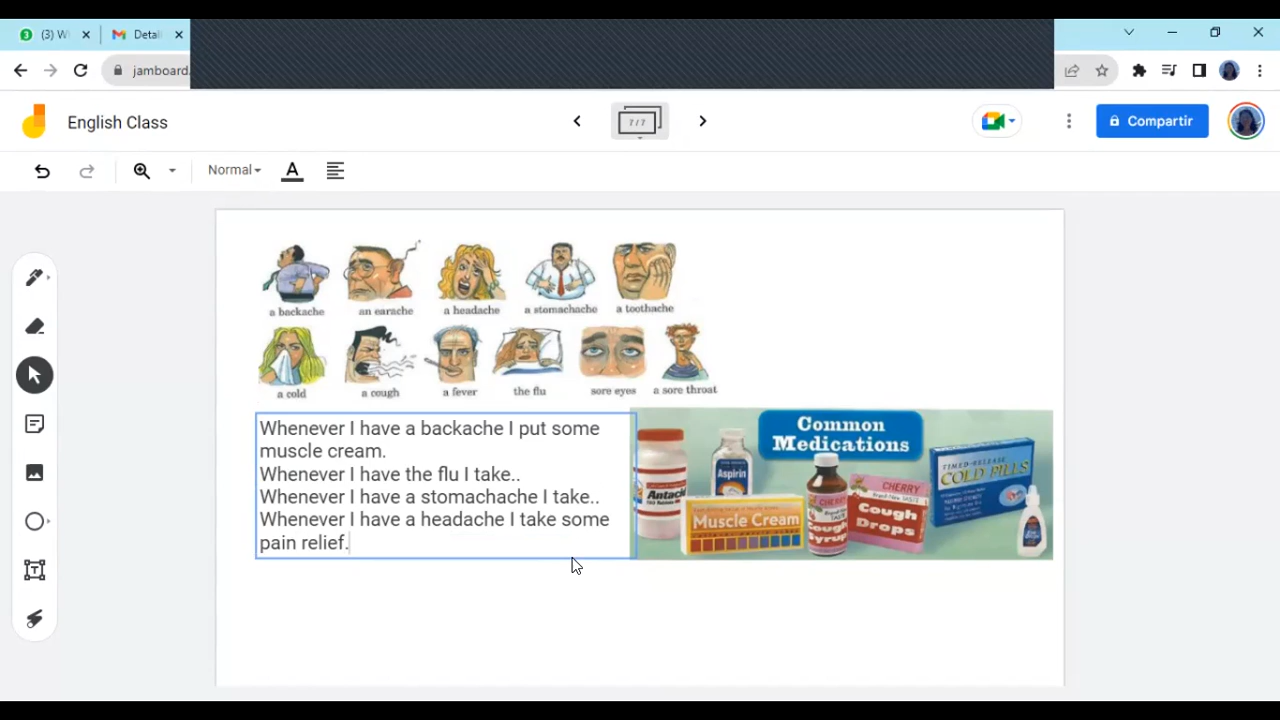 (3) W
Detai
jamboard.
English Class
7 / 7
Compartir
Normal
A
a backache
an earache
a headache
a stomachache
a toothache
a cold
a cough
a fever
the flu
sore eyes
a sore throat
Whenever I have a backache I put some
muscle cream.
Whenever I have the flu I take..
Whenever I have a stomachache I take..
Whenever I have a headache I take some
pain relief.
Common
Medications
Antacid
Aspirin
Muscle Cream
CHERRY
Cough
Syrup
CHERRY
Cough
Drops
TIMED-RELEASE
COLD PILLS